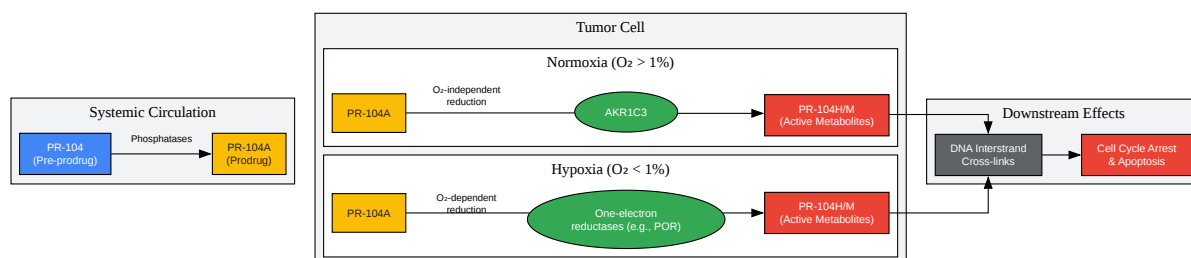 Systemic Circulation
PR-104
(Pre-prodrug)
Phosphatases
PR-104A
(Prodrug)
Tumor Cell
Normoxia (O₂ > 1%)
PR-104A
O₂-independent
reduction
AKR1C3
PR-104H/M
(Active Metabolites)
Hypoxia (O₂ < 1%)
PR-104A
O₂-dependent
reduction
One-electron
reductases (e.g., POR)
PR-104H/M
(Active Metabolites)
Downstream Effects
DNA Interstrand
Cross-links
Cell Cycle Arrest
& Apoptosis